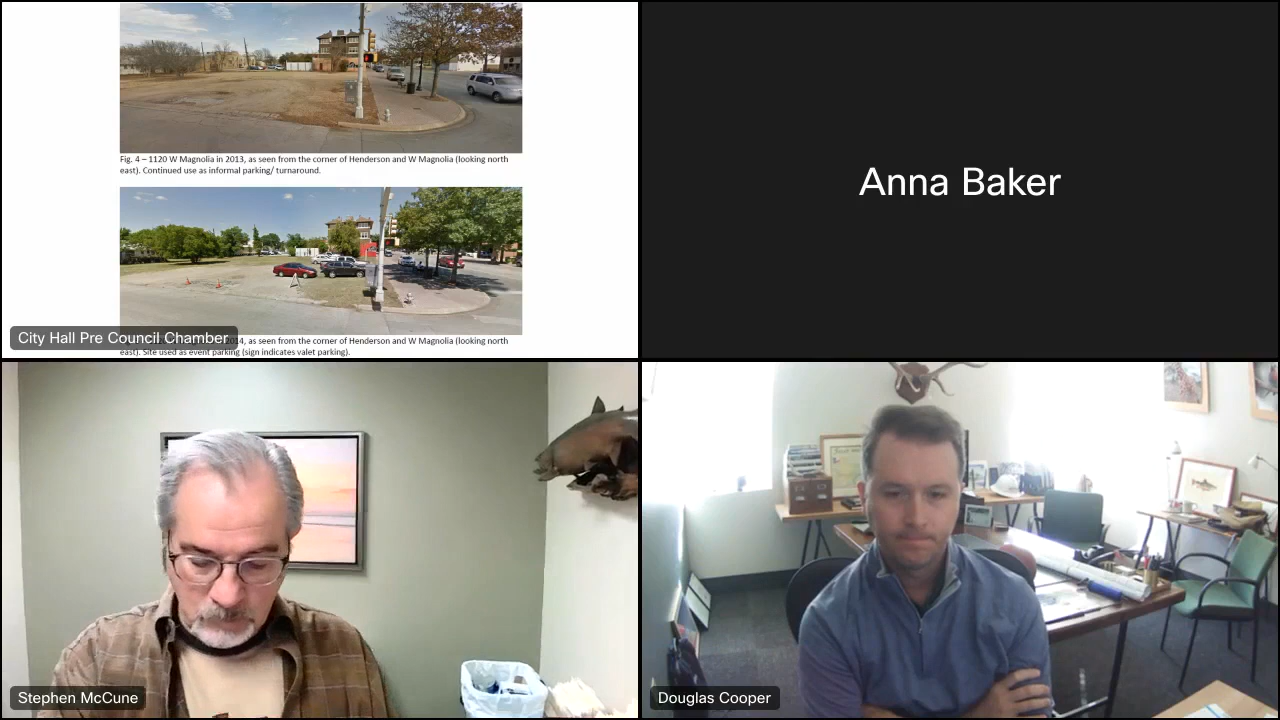 Fig. 4 – 1120 W Magnolia in 2013, as seen from the corner of Henderson and W Magnolia (looking north
east). Continued use as informal parking/ turnaround.
City Hall Pre Council Chamber
4, as seen from the corner of Henderson and W Magnolia (looking north
east). Site used as event parking (sign indicates valet parking).
Anna Baker
Stephen McCune
Douglas Cooper